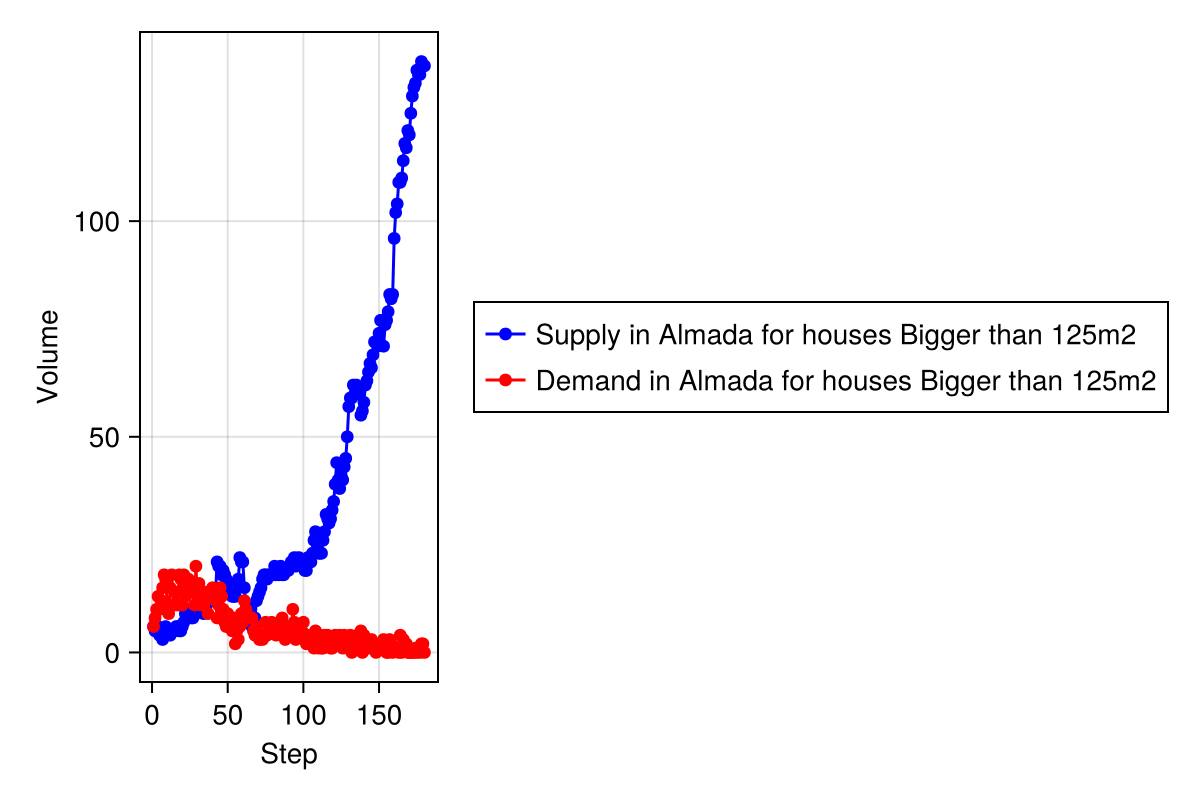 100
50
0
Volume
0 50 100 150
Step
Supply in Almada for houses Bigger than 125m2
Demand in Almada for houses Bigger than 125m2